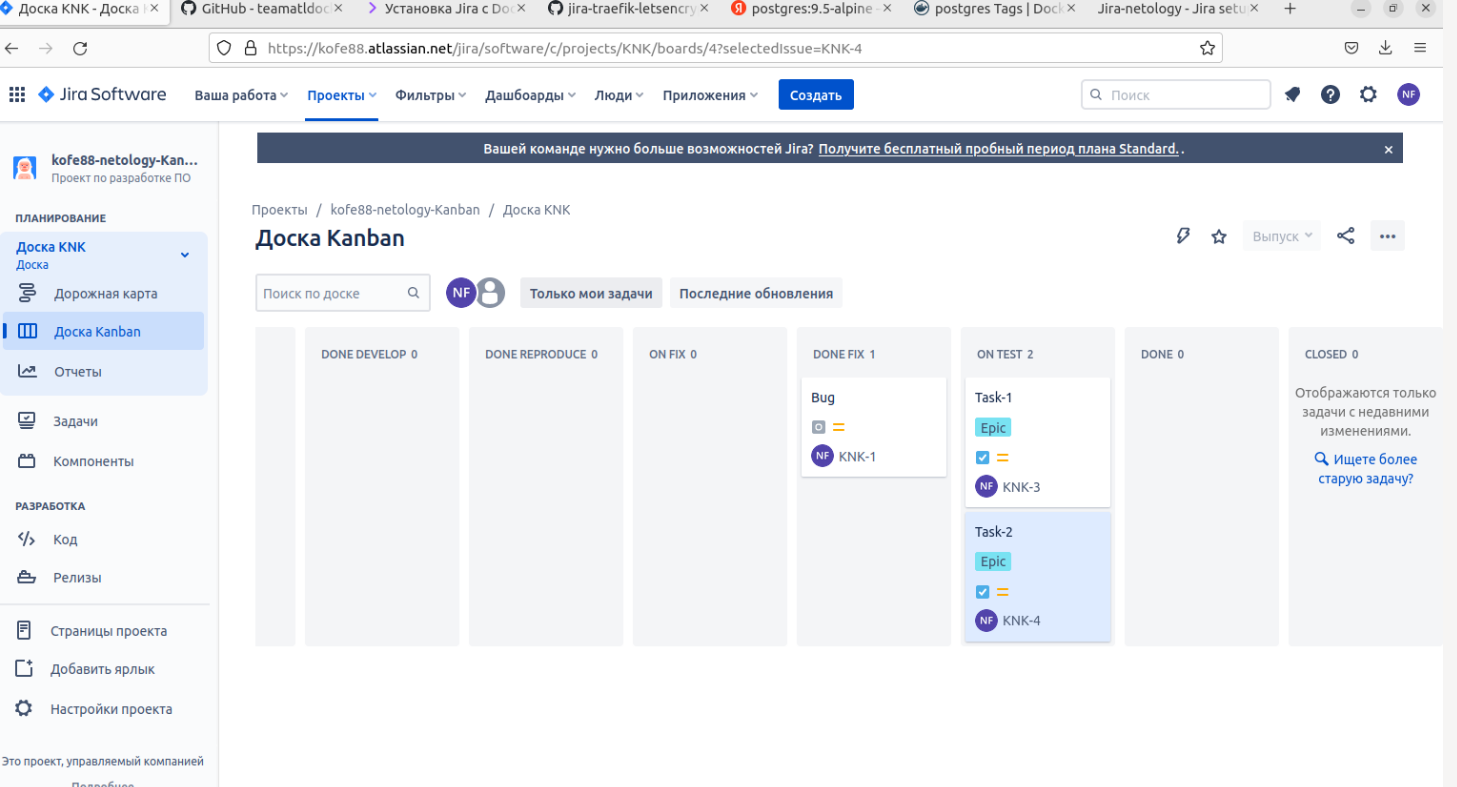 Доска KNK - Доска К
GitHub - teamatldoc
Установка Jira с Doc
jira-traefik-letsencry
postgres:9.5-alpine -
postgres Tags | Dock
Jira-netology - Jira setu
https://kofe88.atlassian.net/jira/software/c/projects/KNK/boards/4?selectedIssue=KNK-4
Jira Software
Ваша работа
Проекты
Фильтры
Дашбоарды
Люди
Приложения
Создать
Поиск
NF
kofe88-netology-Kan...
Проект по разработке ПО
ПЛАНИРОВАНИЕ
Доска KNK
Доска
Дорожная карта
Доска Kanban
Отчеты
Задачи
Компоненты
РАЗРАБОТКА
Код
Релизы
Страницы проекта
Добавить ярлык
Настройки проекта
Это проект, управляемый компанией
Подробнее
Вашей команде нужно больше возможностей Jira? Получите бесплатный пробный период плана Standard. .
Проекты / kofe88-netology-Kanban / Доска KNK
Доска Kanban
Выпуск
Поиск по доске
NF
Только мои задачи
Последние обновления
DONE DEVELOP 0
DONE REPRODUCE 0
ON FIX 0
DONE FIX 1
Bug
NF KNK-1
ON TEST 2
Task-1
Epic
NF KNK-3
Task-2
Epic
NF KNK-4
DONE 0
CLOSED 0
Отображаются только
задачи с недавними
изменениями.
Ищете более
старую задачу?